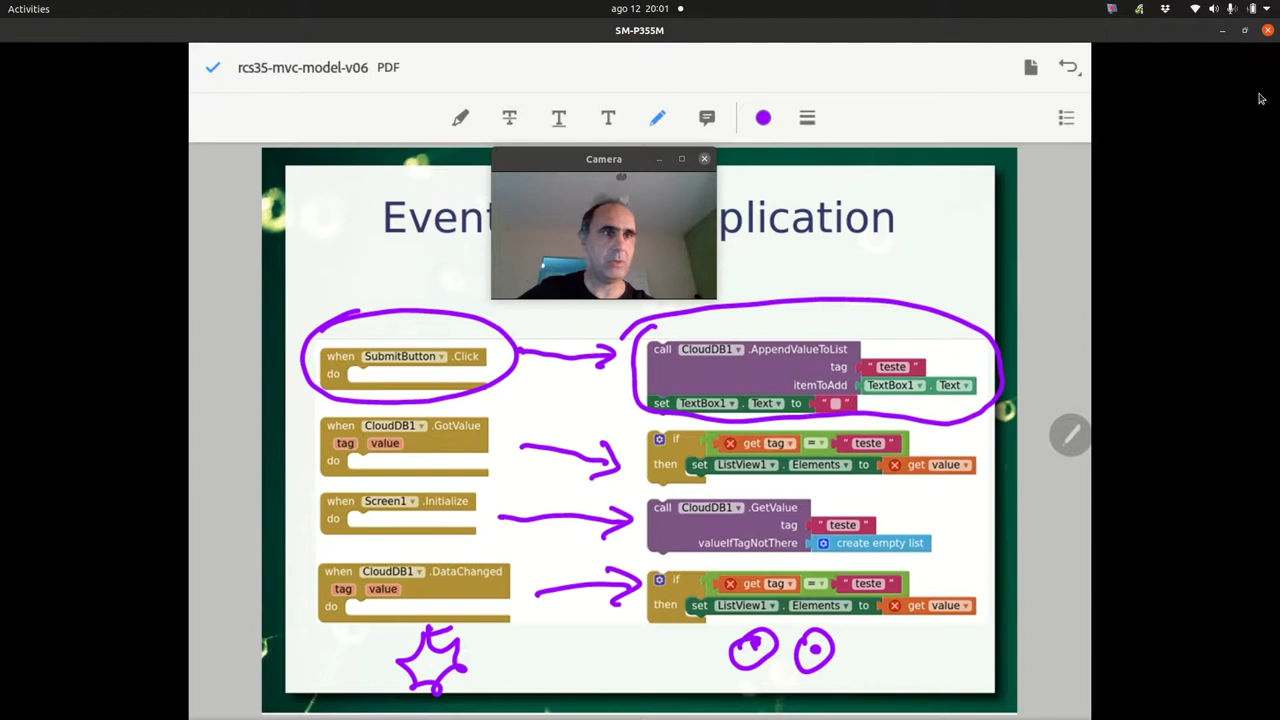 Activities
ago 12 20:01
SM-P355M
rcs35-mvc-model-v06 PDF
T T T
Camera
Event plication
when SubmitButton .Click
do
call CloudDB1 .AppendValueToList
tag " teste "
itemToAdd TextBox1 . Text
set TextBox1 . Text to " "
when CloudDB1 .GotValue
tag value
do
if get tag = " teste "
then set ListView1 . Elements to get value
when Screen1 .Initialize
do
call CloudDB1 .GetValue
tag " teste "
valueIfTagNotThere create empty list
when CloudDB1 .DataChanged
tag value
do
if get tag = " teste "
then set ListView1 . Elements to get value